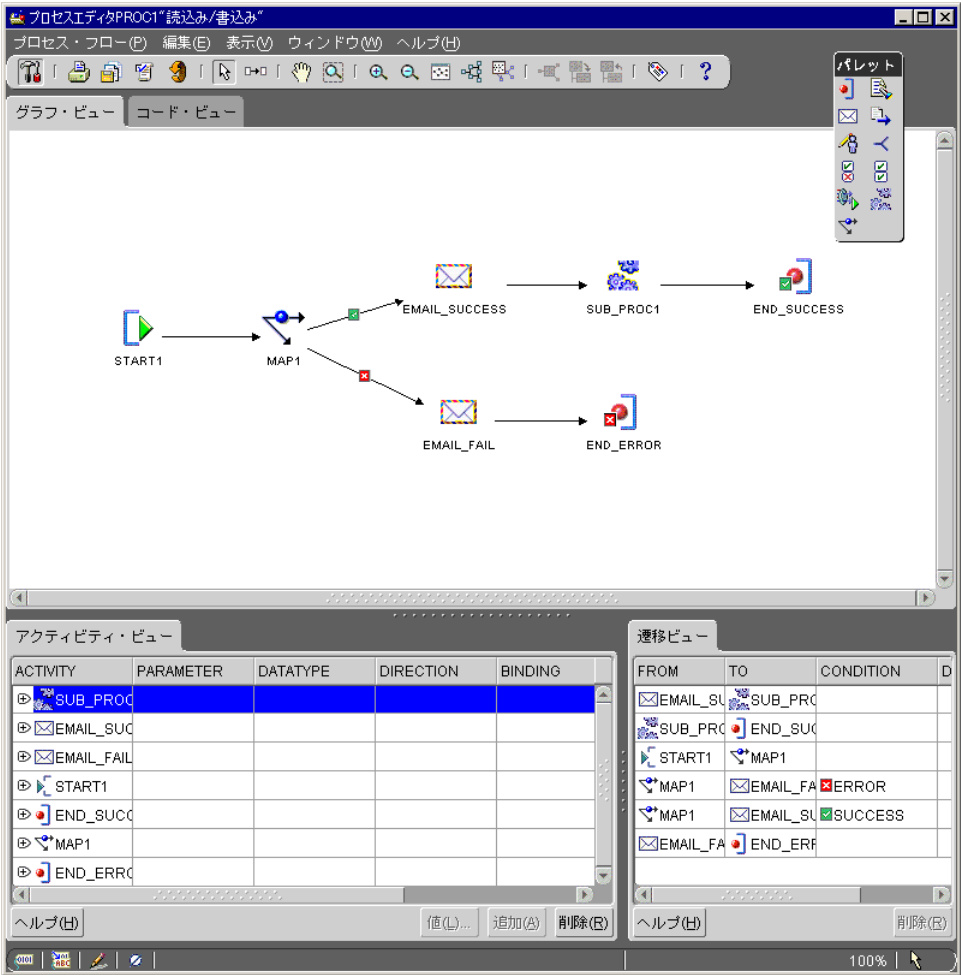 プロセスエディタPROC1“読込み/書込み“
プロセス・フロー(P) 編集(E) 表示(V) ウィンドウ(W) ヘルプ(H)
パレット
グラフ・ビュー コード・ビュー
EMAIL_SUCCESS SUB_PROC1 END_SUCCESS
START1 MAP1
EMAIL_FAIL END_ERROR
アクティビティ・ビュー
ACTIVITY PARAMETER DATATYPE DIRECTION BINDING
SUB_PROC
EMAIL_SUC
EMAIL_FAIL
START1
END_SUCC
MAP1
END_ERRO
ヘルプ(H) 値(L)... 追加(A) 削除(R)
遷移ビュー
FROM TO CONDITION D
EMAIL_SU SUB_PRO
SUB_PRO END_SUC
START1 MAP1
MAP1 EMAIL_FA ERROR
MAP1 EMAIL_SU SUCCESS
EMAIL_FA END_ERR
ヘルプ(H) 削除(R)
100%